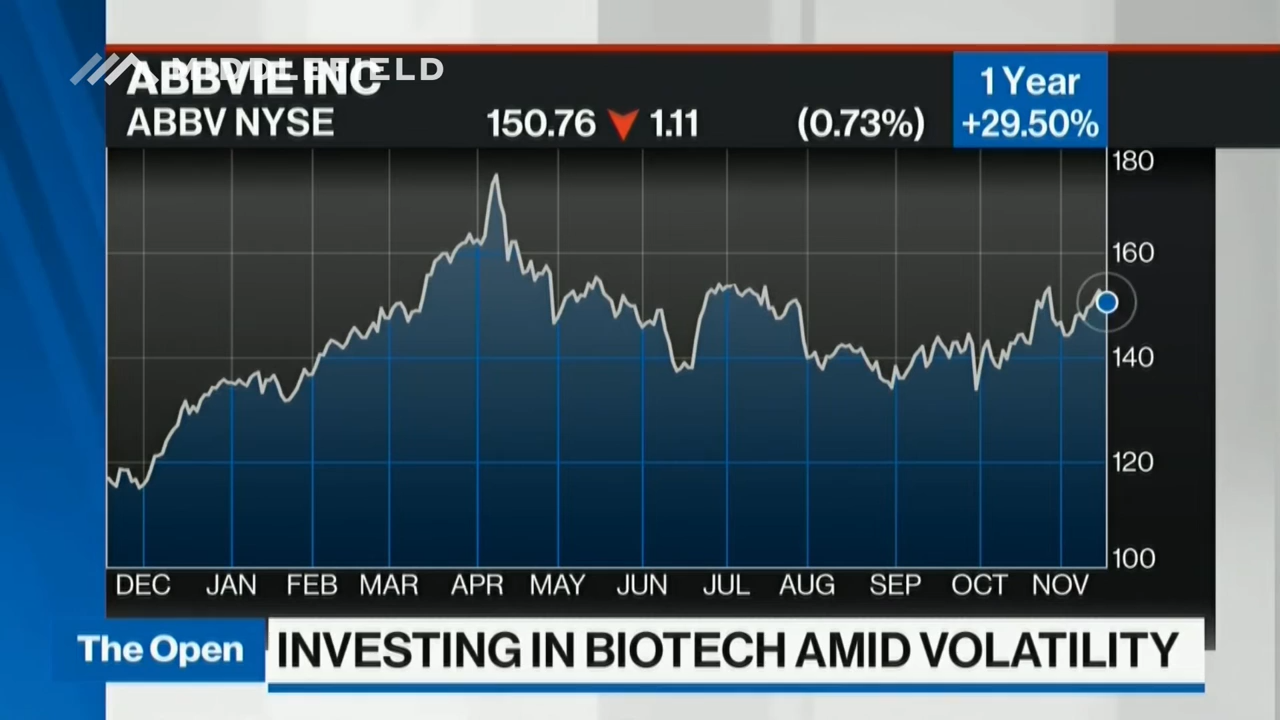 MIDDLEFIELD
ABBVIE INC
ABBV NYSE 150.76 1.11 (0.73%)
1 Year
+29.50%
180
160
140
120
100
DEC JAN FEB MAR APR MAY JUN JUL AUG SEP OCT NOV
The Open
INVESTING IN BIOTECH AMID VOLATILITY